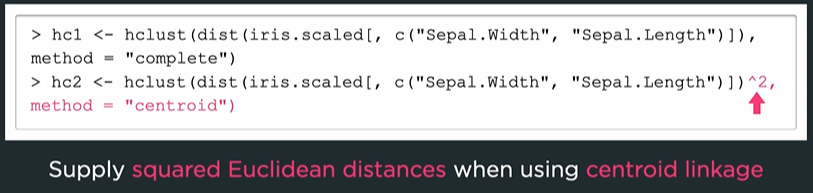 > hc1 <- hclust(dist(iris.scaled[, c("Sepal.Width", "Sepal.Length")]),
method = "complete")
> hc2 <- hclust(dist(iris.scaled[, c("Sepal.Width", "Sepal.Length")])^2,
method = "centroid")
Supply squared Euclidean distances when using centroid linkage